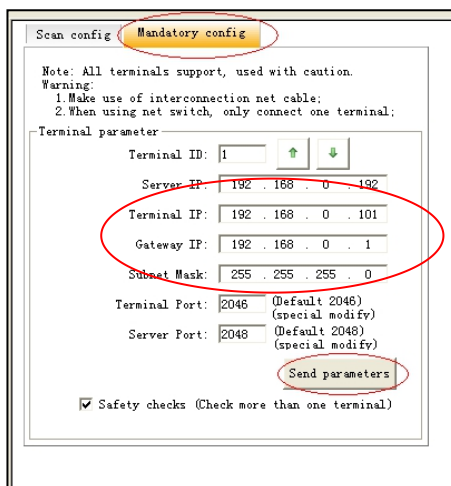 Scan config
Mandatory config
Note: All terminals support, used with caution.
Warning:
1.Make use of interconnection net cable;
2.When using net switch, only connect one terminal;
Terminal parameter
Terminal ID: 1
Server IP: 192 . 168 . 0 . 192
Terminal IP: 192 . 168 . 0 . 101
Gateway IP: 192 . 168 . 0 . 1
Subnet Mask: 255 . 255 . 255 . 0
Terminal Port: 2046 (Default 2046)
(special modify)
Server Port: 2048 (Default 2048)
(special modify)
Send parameters
Safety checks (Check more than one terminal)